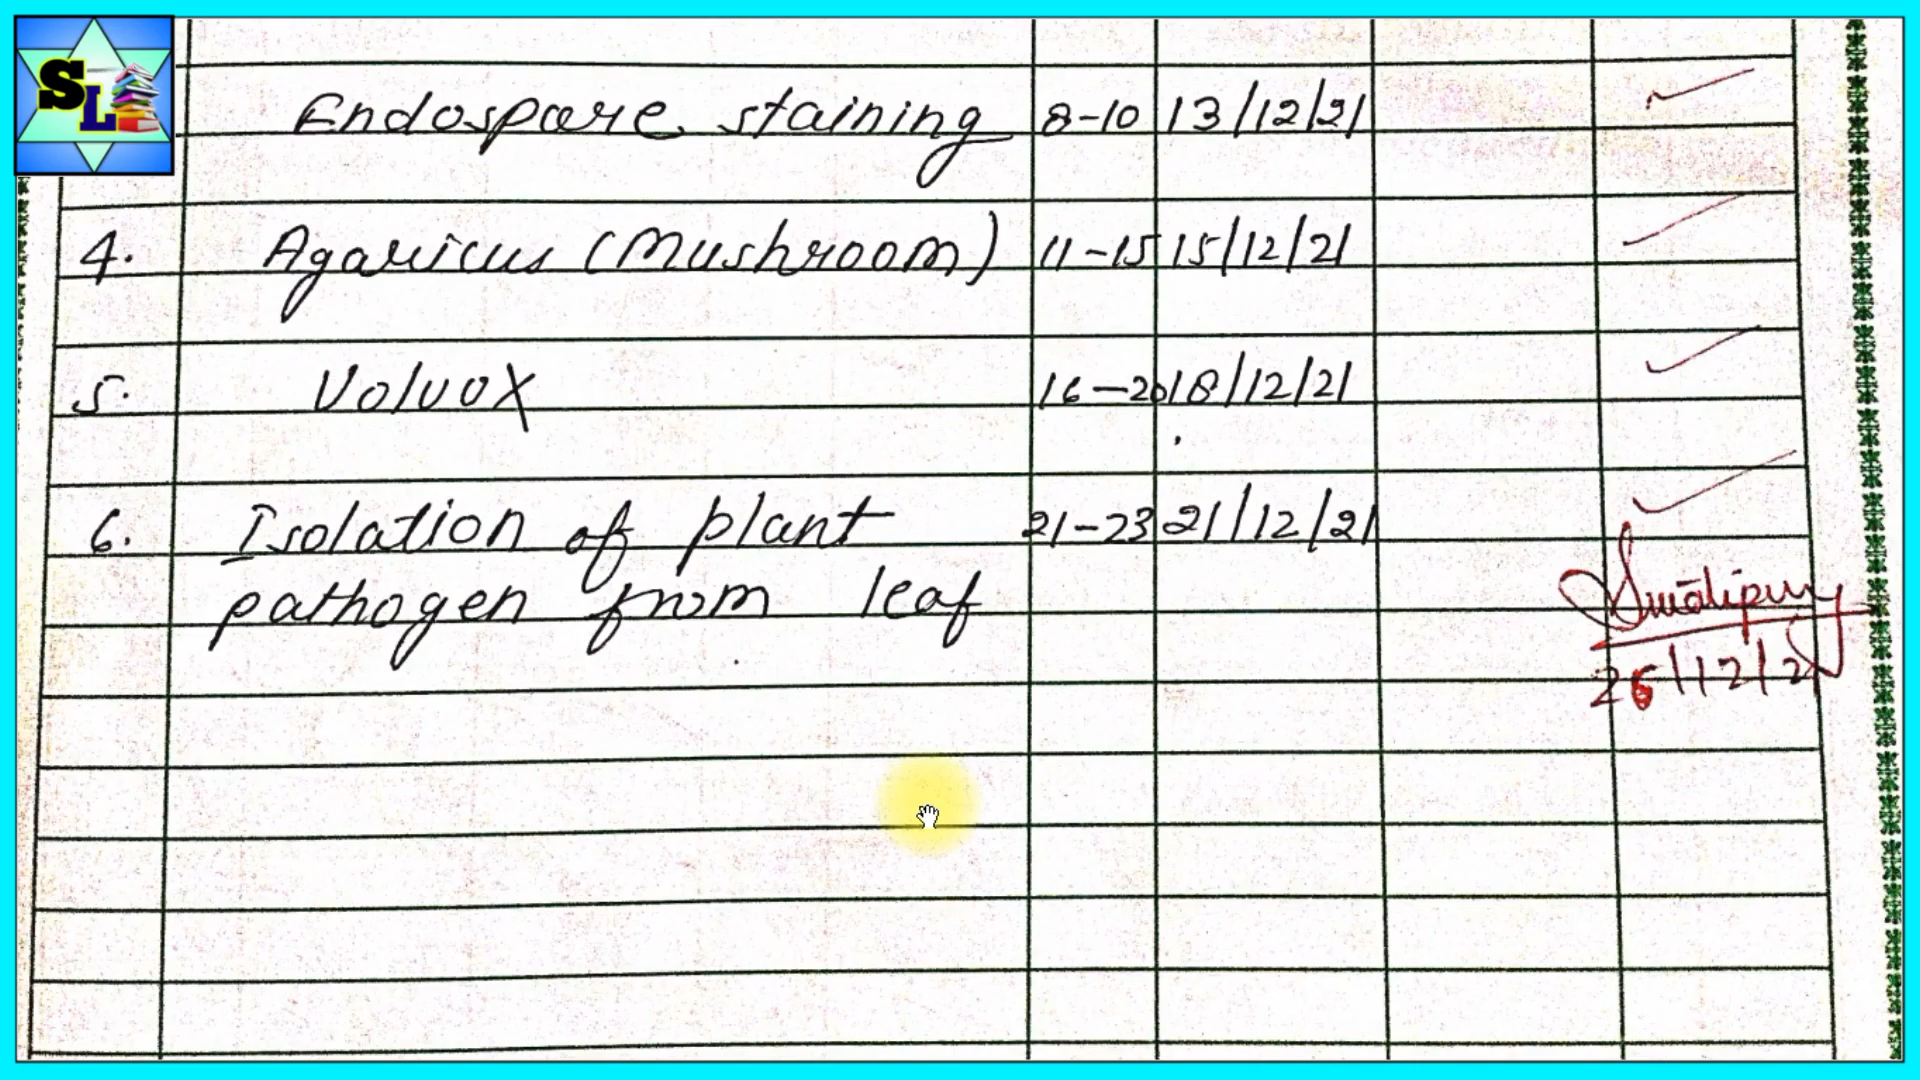 SL
Endospore staining 8-10 13/12/21
4. Agaricus (Mushroom) 11-15 15/12/21
5. Volvox 16-20 18/12/21
6. Isolation of plant 21-23 21/12/21
pathogen from leaf
26/12/21